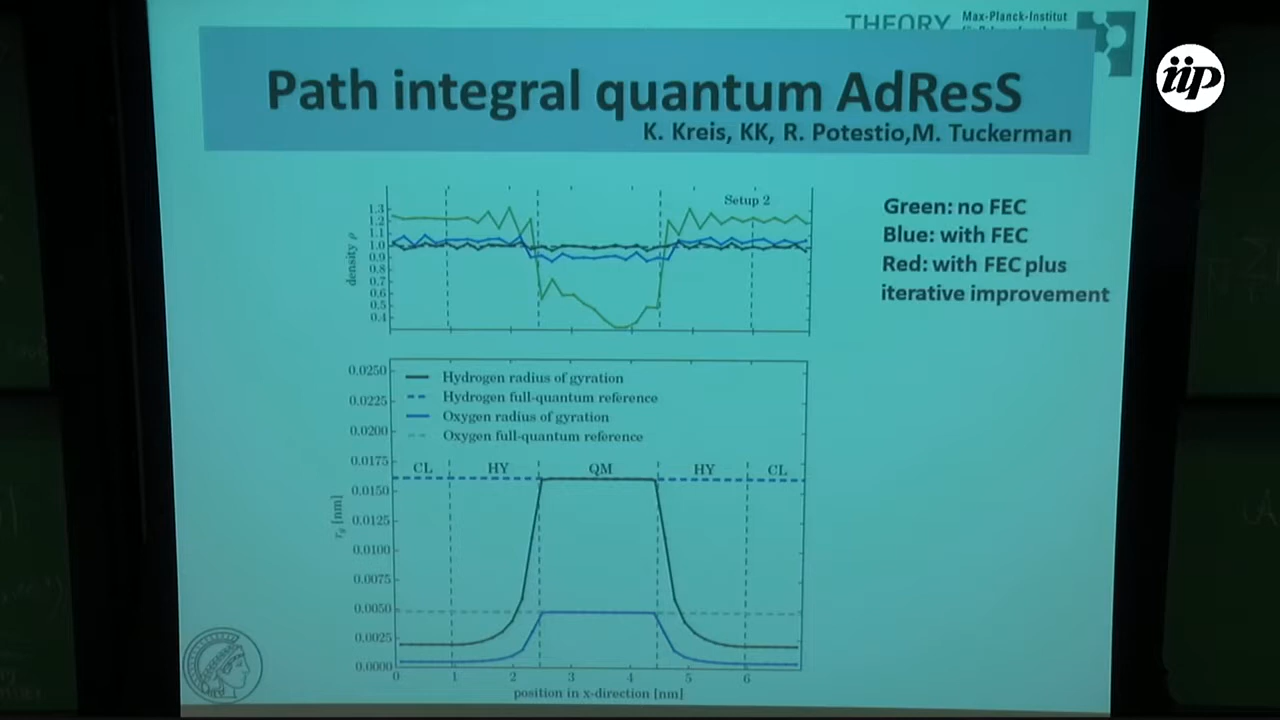 THEORY
Max-Planck-Institut
iip
Path integral quantum AdResS
K. Kreis, KK, R. Potestio,M. Tuckerman
Setup 2
1.3
1.2
1.1
1.0
0.9
0.8
0.7
0.6
0.5
0.4
density ρ
Green: no FEC
Blue: with FEC
Red: with FEC plus
iterative improvement
0.0250
0.0225
0.0200
0.0175
0.0150
0.0125
0.0100
0.0075
0.0050
0.0025
0.0000
Hydrogen radius of gyration
Hydrogen full-quantum reference
Oxygen radius of gyration
Oxygen full-quantum reference
CL HY QM HY CL
r_g [nm]
0 1 2 3 4 5 6
position in x-direction [nm]